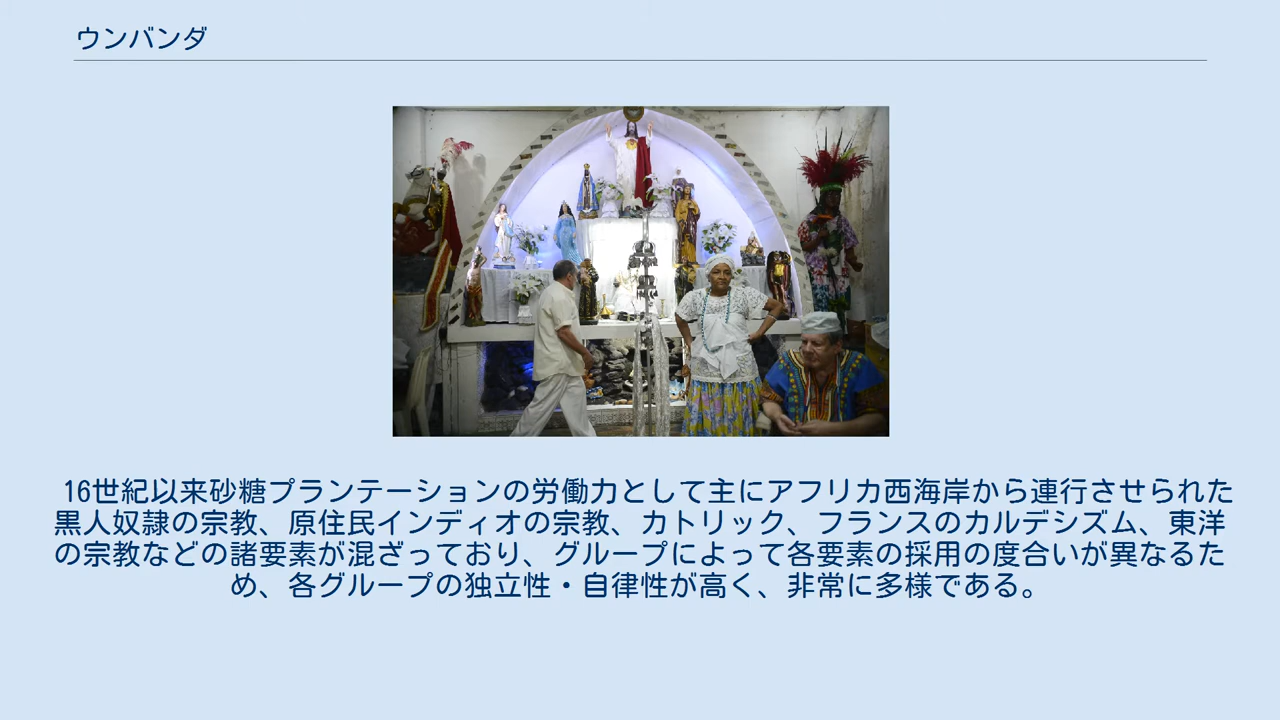 ウンバンダ
16世紀以来砂糖プランテーションの労働力として主にアフリカ西海岸から連行させられた
黒人奴隷の宗教、原住民インディオの宗教、カトリック、フランスのカルデシズム、東洋
の宗教などの諸要素が混ざっており、グループによって各要素の採用の度合いが異なるた
め、各グループの独立性・自律性が高く、非常に多様である。